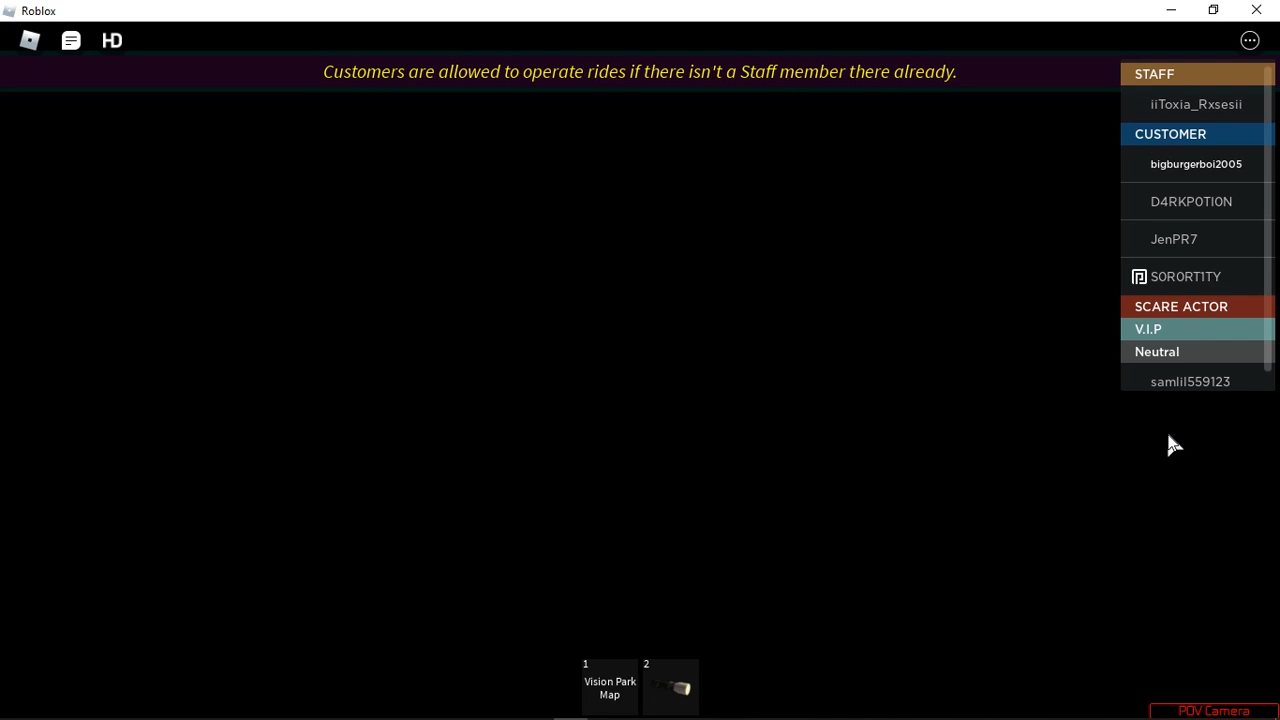 Roblox
HD
Customers are allowed to operate rides if there isn't a Staff member there already.
STAFF
iiToxia_Rxsesii
CUSTOMER
bigburgerboi2005
D4RKP0TI0N
JenPR7
S0R0RT1TY
SCARE ACTOR
V.I.P
Neutral
samlil559123
1
Vision Park
Map
2
POV Camera